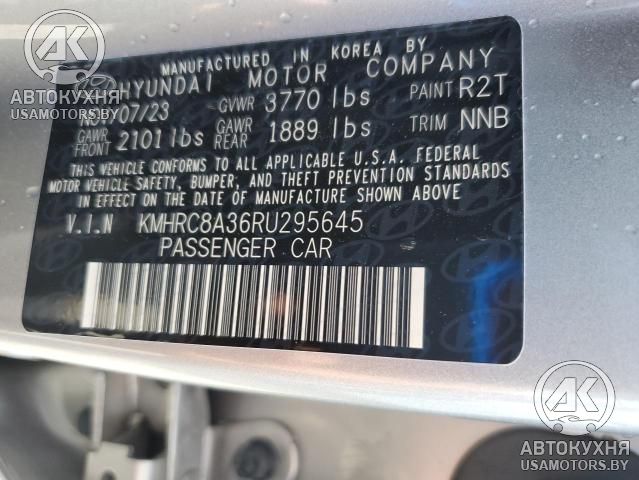 MANUFACTURED IN KOREA BY
HYUNDAI MOTOR COMPANY
07/23 GVWR 3770 lbs PAINT R2T
GAWR FRONT 2101 lbs GAWR REAR 1889 lbs TRIM NNB
THIS VEHICLE CONFORMS TO ALL APPLICABLE U.S.A. FEDERAL
MOTOR VEHICLE SAFETY, BUMPER, AND THEFT PREVENTION STANDARDS
IN EFFECT ON THE DATE OF MANUFACTURE SHOWN ABOVE
V.I.N KMHRC8A36RU295645
PASSENGER CAR
АК
АВТОКУХНЯ
USAMOTORS.BY
АК
АВТОКУХНЯ
USAMOTORS.BY